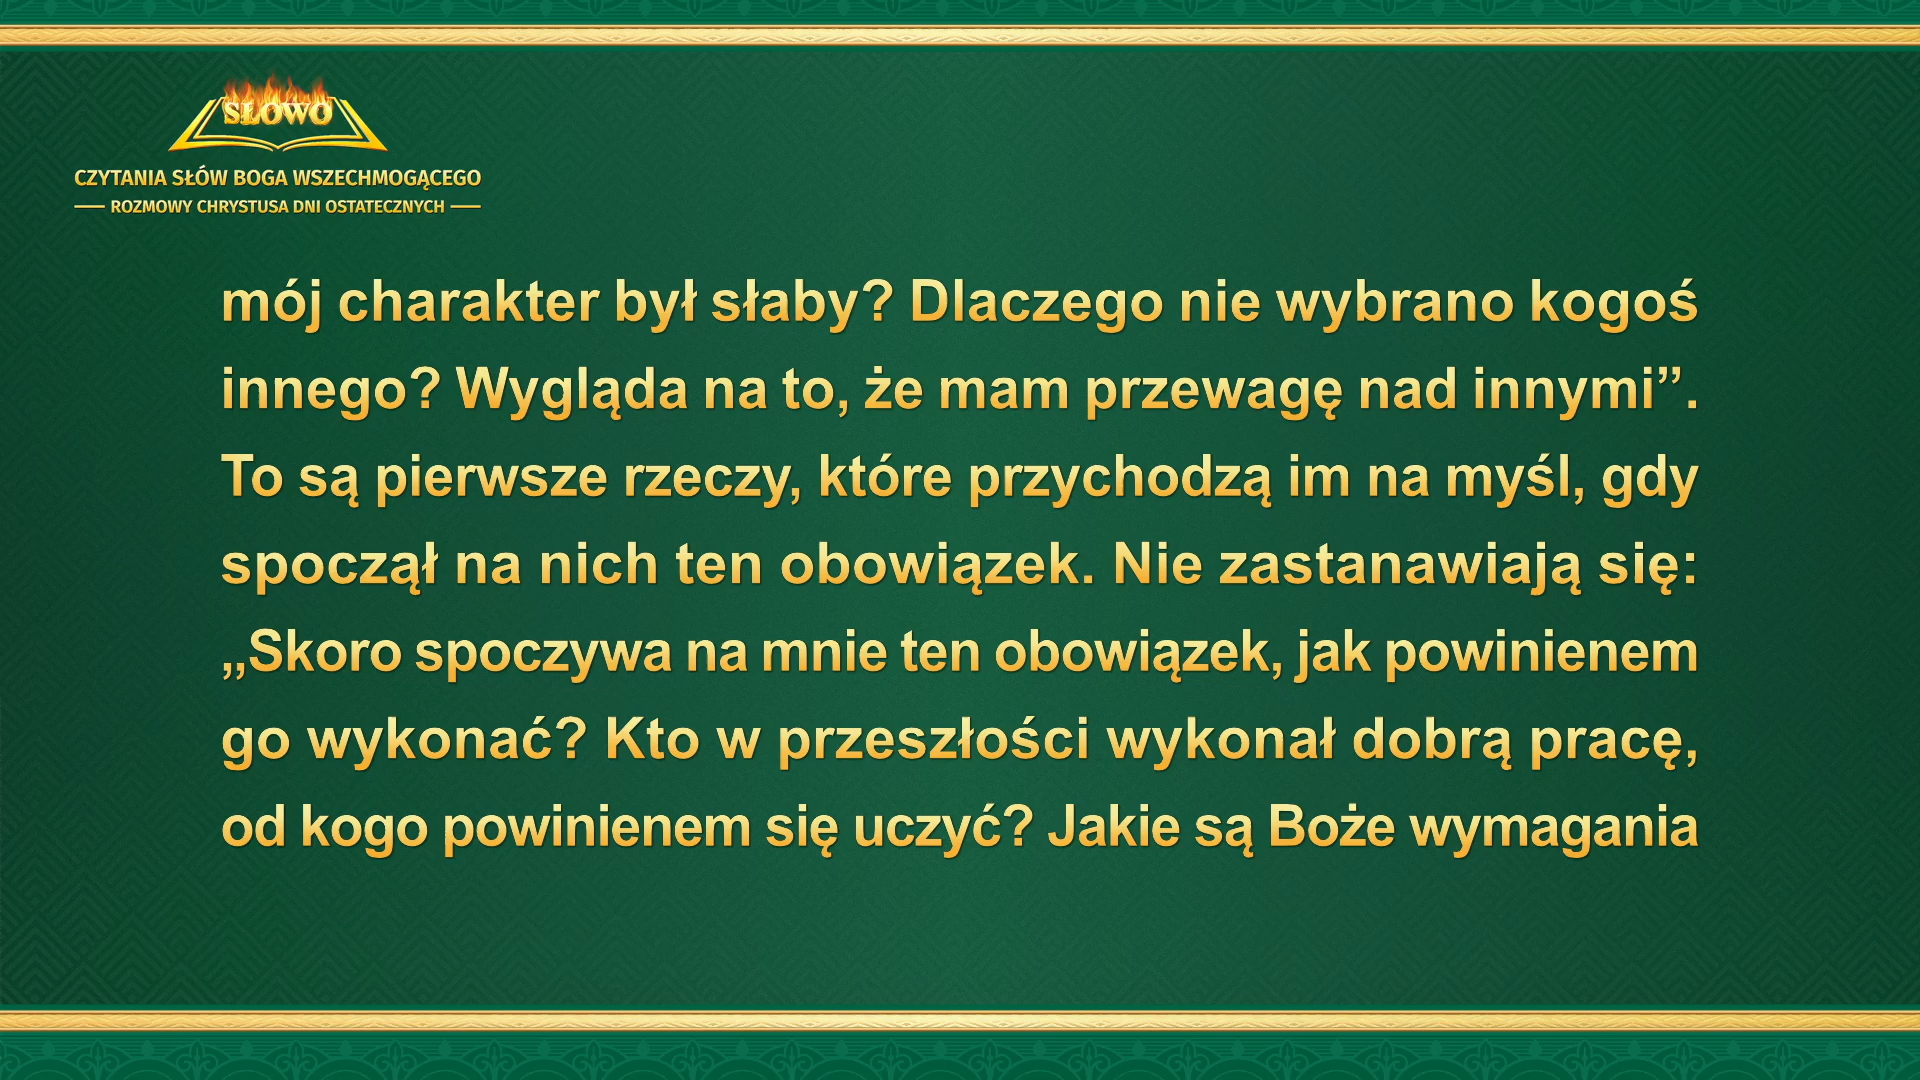 SŁOWO
CZYTANIA SŁÓW BOGA WSZECHMOGĄCEGO
ROZMOWY CHRYSTUSA DNI OSTATECZNYCH
mój charakter był słaby? Dlaczego nie wybrano kogoś
innego? Wygląda na to, że mam przewagę nad innymi”.
To są pierwsze rzeczy, które przychodzą im na myśl, gdy
spoczął na nich ten obowiązek. Nie zastanawiają się:
„Skoro spoczywa na mnie ten obowiązek, jak powinienem
go wykonać? Kto w przeszłości wykonał dobrą pracę,
od kogo powinienem się uczyć? Jakie są Boże wymagania